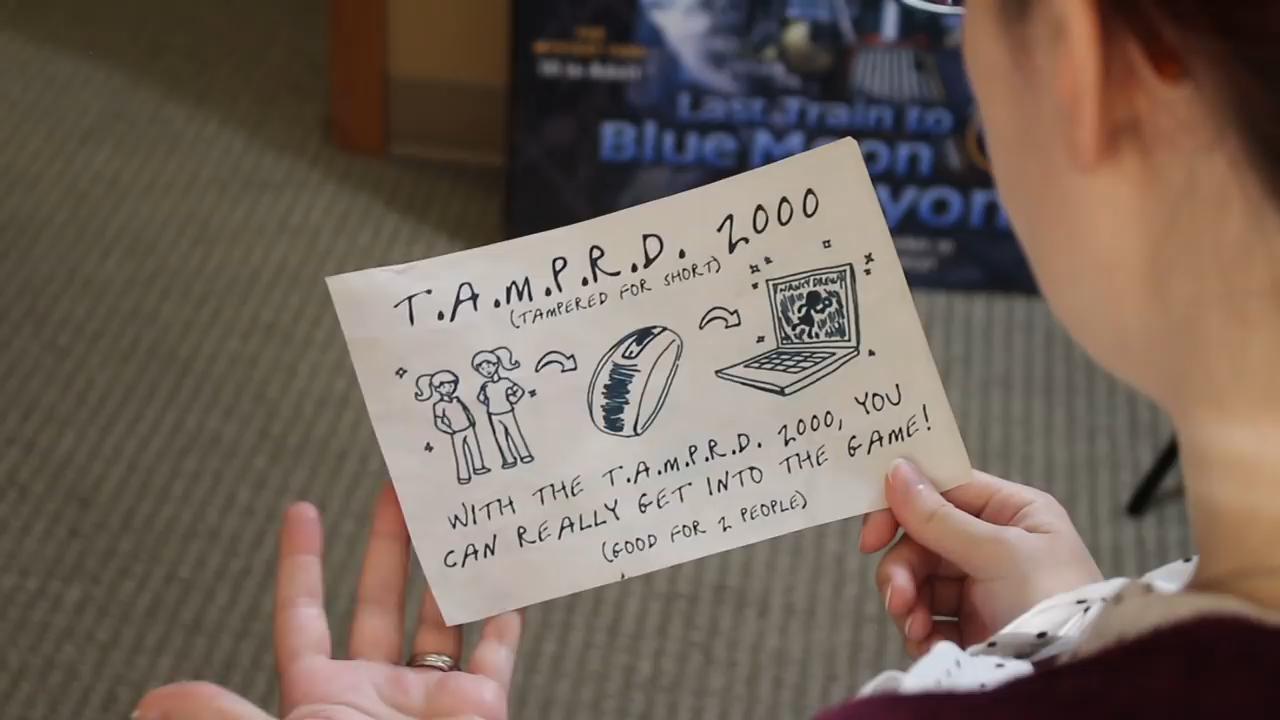 Last Train to
Blue Moon
T.A.M.P.R.D. 2000
(TAMPERED FOR SHORT)
NANCY DREW
WITH THE T.A.M.P.R.D. 2000, YOU
CAN REALLY GET INTO THE GAME!
(GOOD FOR 2 PEOPLE)